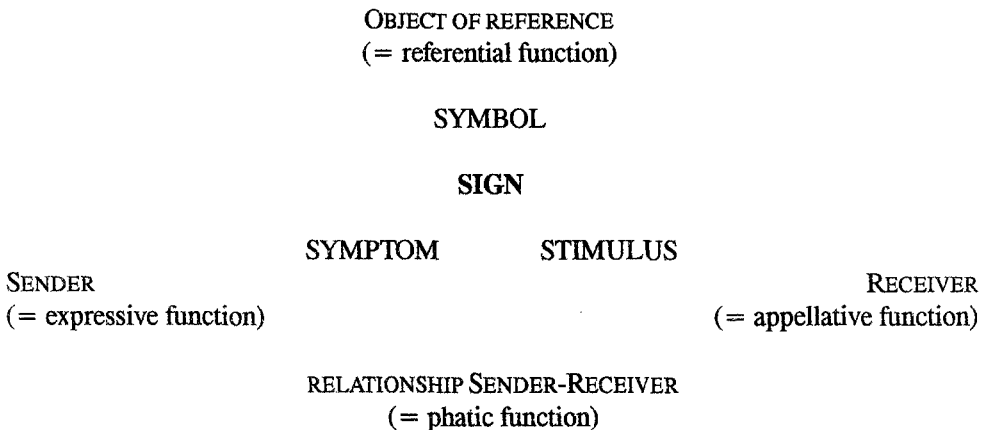 OBJECT OF REFERENCE
(= referential function)
SYMBOL
SIGN
SYMPTOM STIMULUS
SENDER RECEIVER
(= expressive function) (= appellative function)
RELATIONSHIP SENDER-RECEIVER
(= phatic function)